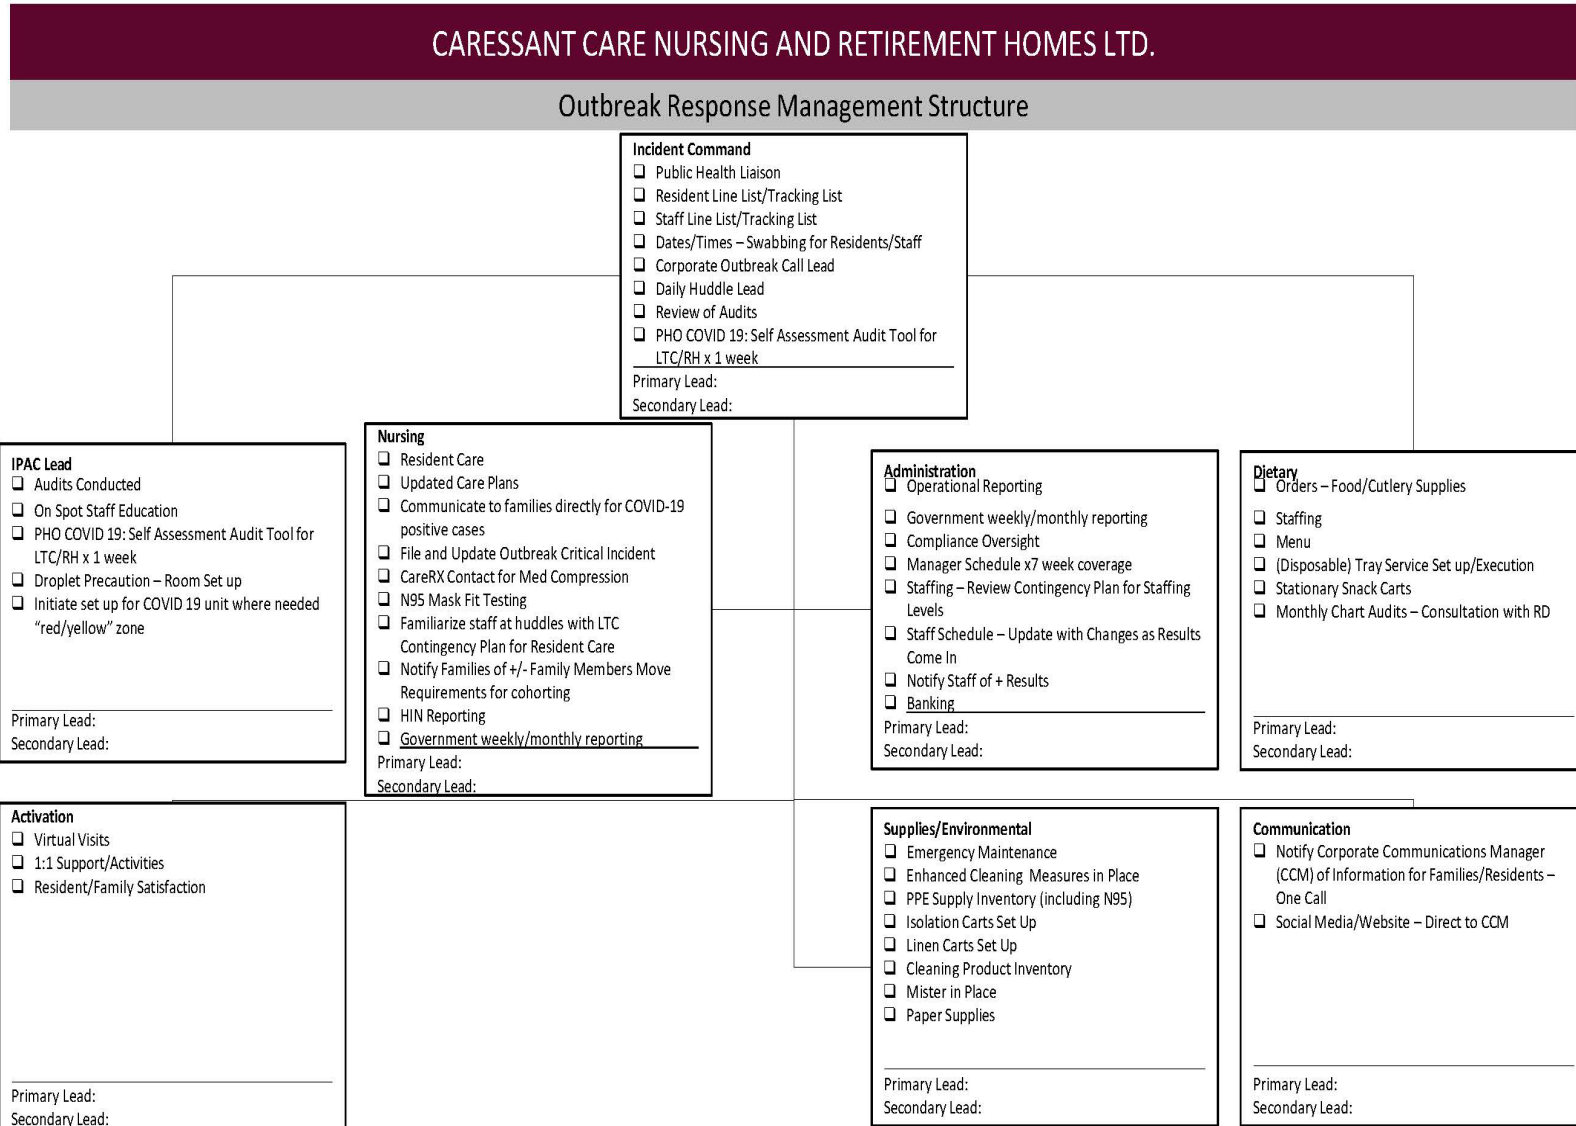 CARESSANT CARE NURSING AND RETIREMENT HOMES LTD.
Outbreak Response Management Structure
Incident Command
❑ Public Health Liaison
❑ Resident Line List/Tracking List
❑ Staff Line List/Tracking List
❑ Dates/Times – Swabbing for Residents/Staff
❑ Corporate Outbreak Call Lead
❑ Daily Huddle Lead
❑ Review of Audits
❑ PHO COVID 19: Self Assessment Audit Tool for
LTC/RH x 1 week
Primary Lead:
Secondary Lead:
IPAC Lead
❑ Audits Conducted
❑ On Spot Staff Education
❑ PHO COVID 19: Self Assessment Audit Tool for
LTC/RH x 1 week
❑ Droplet Precaution – Room Set up
❑ Initiate set up for COVID 19 unit where needed
“red/yellow” zone
Primary Lead:
Secondary Lead:
Nursing
❑ Resident Care
❑ Updated Care Plans
❑ Communicate to families directly for COVID-19
positive cases
❑ File and Update Outbreak Critical Incident
❑ CareRX Contact for Med Compression
❑ N95 Mask Fit Testing
❑ Familiarize staff at huddles with LTC
Contingency Plan for Resident Care
❑ Notify Families of +/- Family Members Move
Requirements for cohorting
❑ HIN Reporting
❑ Government weekly/monthly reporting
Primary Lead:
Secondary Lead:
Administration
❑ Operational Reporting
❑ Government weekly/monthly reporting
❑ Compliance Oversight
❑ Manager Schedule x7 week coverage
❑ Staffing – Review Contingency Plan for Staffing
Levels
❑ Staff Schedule – Update with Changes as Results
Come In
❑ Notify Staff of + Results
❑ Banking
Primary Lead:
Secondary Lead:
Dietary
❑ Orders – Food/Cutlery Supplies
❑ Staffing
❑ Menu
❑ (Disposable) Tray Service Set up/Execution
❑ Stationary Snack Carts
❑ Monthly Chart Audits – Consultation with RD
Primary Lead:
Secondary Lead:
Activation
❑ Virtual Visits
❑ 1:1 Support/Activities
❑ Resident/Family Satisfaction
Primary Lead:
Secondary Lead:
Supplies/Environmental
❑ Emergency Maintenance
❑ Enhanced Cleaning Measures in Place
❑ PPE Supply Inventory (including N95)
❑ Isolation Carts Set Up
❑ Linen Carts Set Up
❑ Cleaning Product Inventory
❑ Mister in Place
❑ Paper Supplies
Primary Lead:
Secondary Lead:
Communication
❑ Notify Corporate Communications Manager
(CCM) of Information for Families/Residents –
One Call
❑ Social Media/Website – Direct to CCM
Primary Lead:
Secondary Lead: